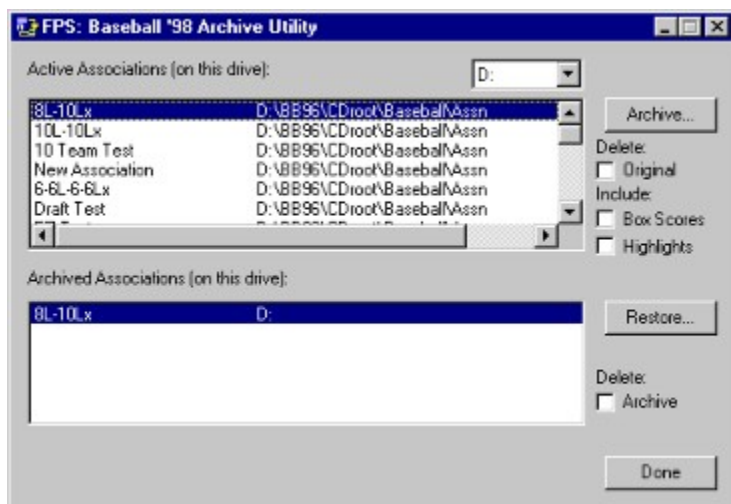 FPS: Baseball '98 Archive Utility
Active Associations (on this drive): D:
8L-10Lx D:\BB96\CDroot\Baseball\Assn
10L-10Lx D:\BB96\CDroot\Baseball\Assn
10 Team Test D:\BB96\CDroot\Baseball\Assn
New Association D:\BB96\CDroot\Baseball\Assn
6-6L-6-6Lx D:\BB96\CDroot\Baseball\Assn
Draft Test D:\BB96\CDroot\Baseball\Assn
Archive...
Delete:
Original
Include:
Box Scores
Highlights
Archived Associations (on this drive):
8L-10Lx D:
Restore...
Delete:
Archive
Done